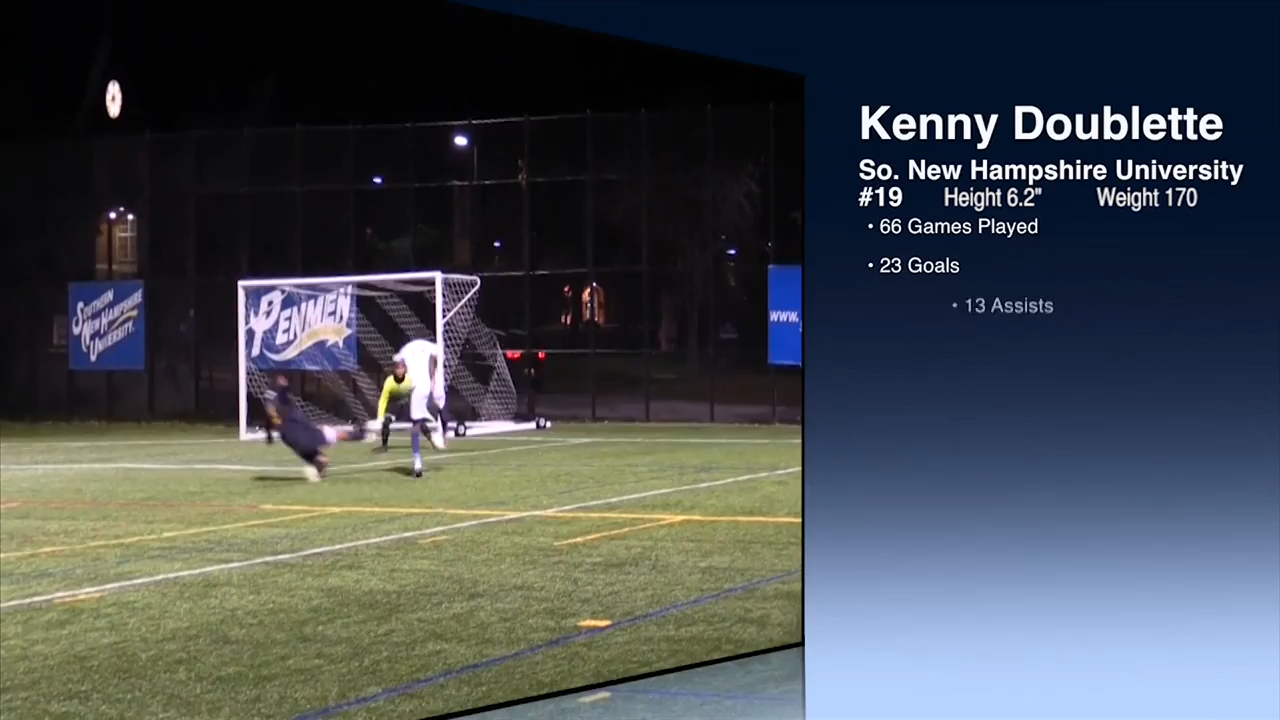 Kenny Doublette
So. New Hampshire University
#19 Height 6.2" Weight 170
• 66 Games Played
• 23 Goals
• 13 Assists
SOUTHERN
NEW HAMPSHIRE
UNIVERSITY.
PENMEN
www.